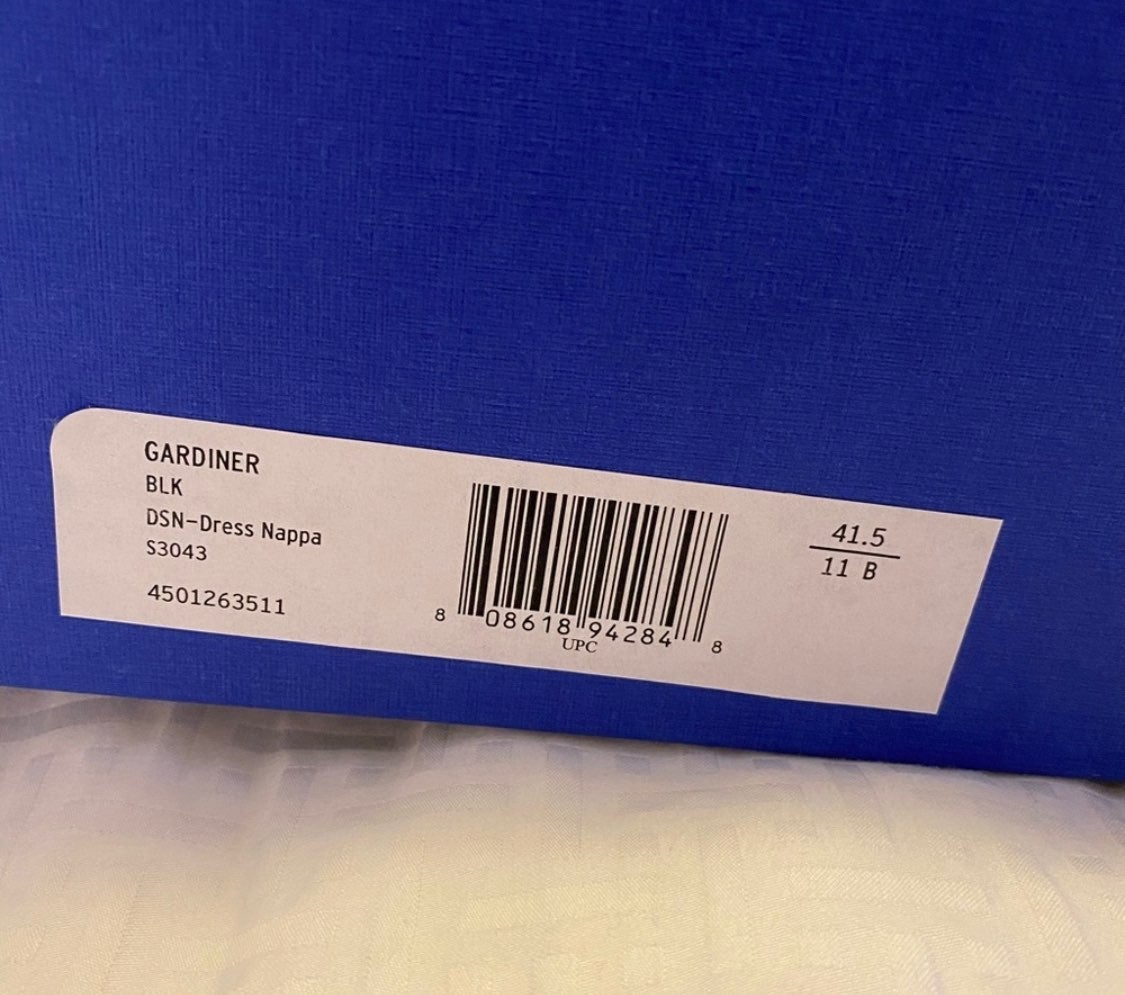 GARDINER
BLK
DSN-Dress Nappa
S3043
4501263511
8 08618 94284 8
UPC
41.5
11 B